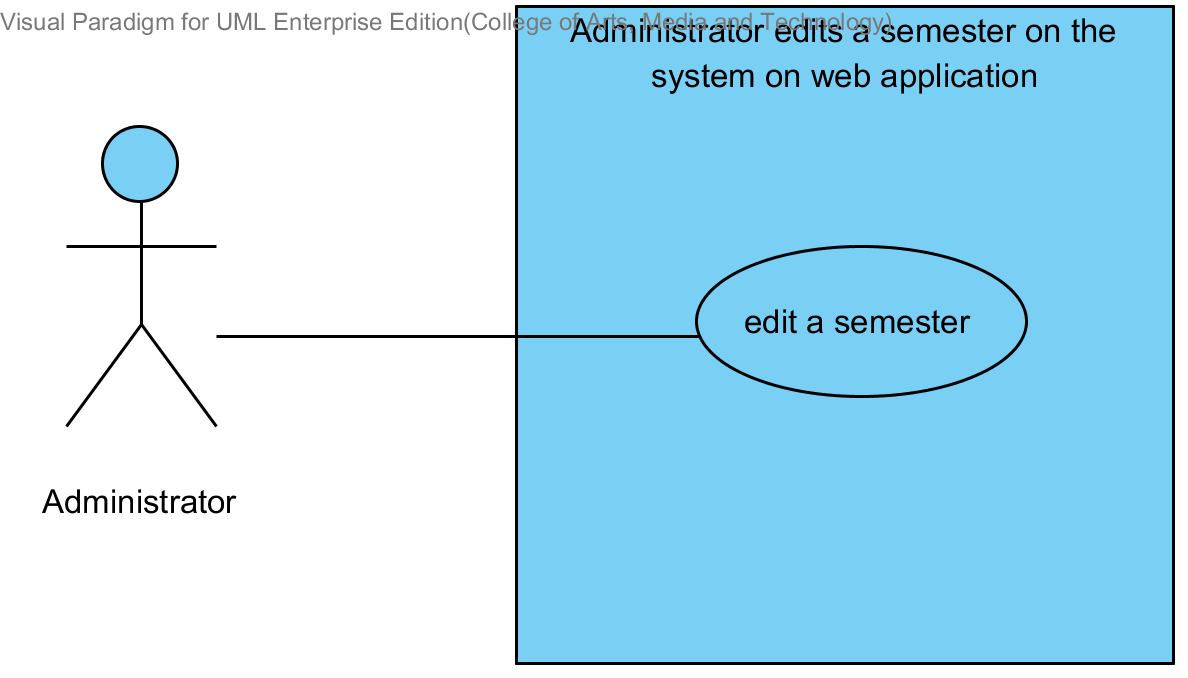 Visual Paradigm for UML Enterprise Edition(College of Arts, Media and Technology)
Administrator edits a semester on the
system on web application
edit a semester
Administrator